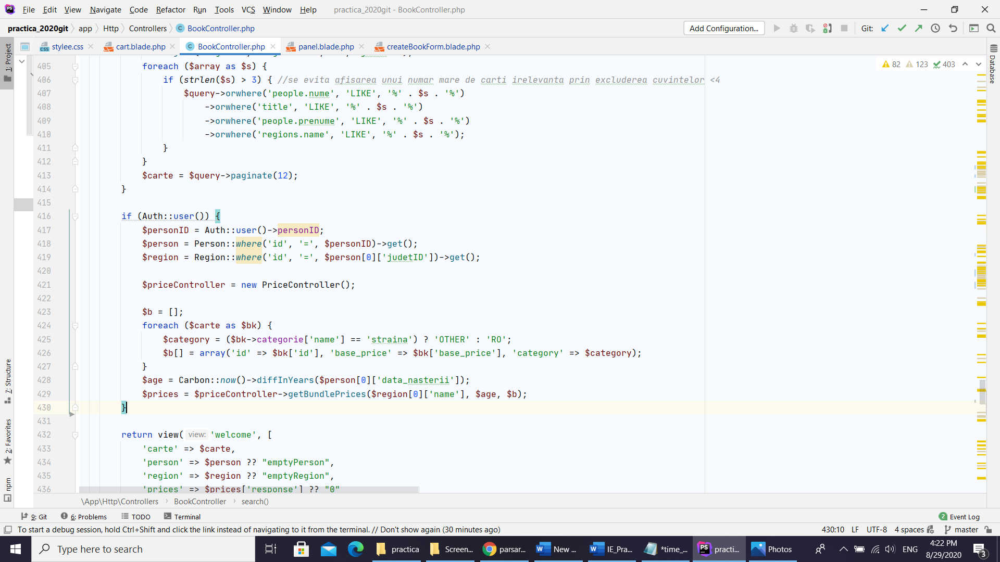 File Edit View Navigate Code Refactor Run Tools VCS Window Help practica_2020git - BookController.php
practica_2020git app Http Controllers BookController.php Add Configuration... Git:
stylee.css cart.blade.php BookController.php panel.blade.php createBookForm.blade.php
1: Project
Database
82 123 403
405 foreach ($array as $s) {
406 if (strlen($s) > 3) { //se evita afisarea unui numar mare de carti irelevanta prin excluderea cuvintelor <4
407 $query->orwhere('people.nume', 'LIKE', '%' . $s . '%')
408 ->orwhere('title', 'LIKE', '%' . $s . '%')
409 ->orwhere('people.prenume', 'LIKE', '%' . $s . '%')
410 ->orwhere('regions.name', 'LIKE', '%' . $s . '%');
411 }
412 }
413 $carte = $query->paginate(12);
414 }
415
416 if (Auth::user()) {
417 $personID = Auth::user()->personID;
418 $person = Person::where('id', '=', $personID)->get();
419 $region = Region::where('id', '=', $person[0]['judetID'])->get();
420
421 $priceController = new PriceController();
422
423 $b = [];
424 foreach ($carte as $bk) {
425 $category = ($bk->categorie['name'] == 'straina') ? 'OTHER' : 'RO';
426 $b[] = array('id' => $bk['id'], 'base_price' => $bk['base_price'], 'category' => $category);
427 }
428 $age = Carbon::now()->diffInYears($person[0]['data_nasterii']);
429 $prices = $priceController->getBundlePrices($region[0]['name'], $age, $b);
430 }
431
432 return view( view: 'welcome', [
433 'carte' => $carte,
434 'person' => $person ?? "emptyPerson",
435 'region' => $region ?? "emptyRegion",
436 'prices' => $prices['response'] ?? "0"
7: Structure
2: Favorites
npm
\App\Http\Controllers BookController search()
9: Git 6: Problems TODO Terminal 2 Event Log
To start a debug session, hold Ctrl+Shift and click the link instead of navigating to it from the terminal. // Don't show again (30 minutes ago) 430:10 LF UTF-8 4 spaces master
Type here to search practica Screen... parsar... New ... IE_Pra... *time_... practi... Photos ENG 4:22 PM
8/29/2020 3